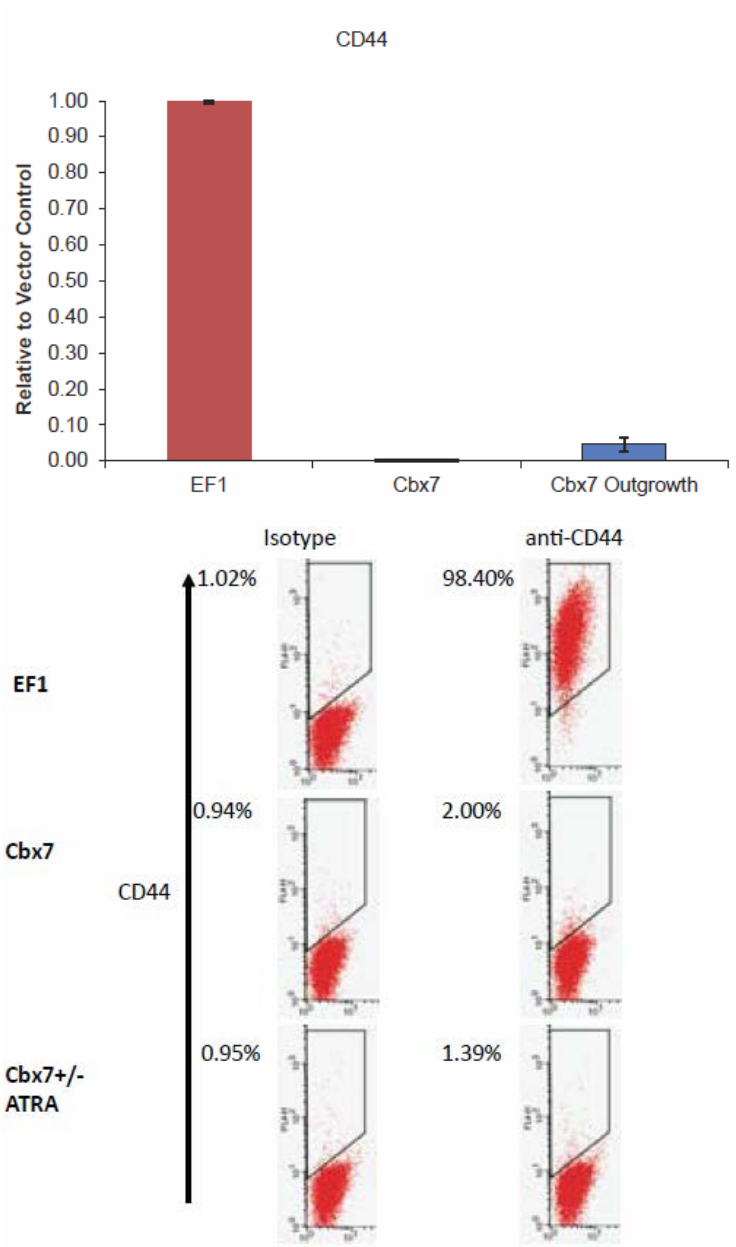 CD44
Relative to Vector Control
1.00
0.90
0.80
0.70
0.60
0.50
0.40
0.30
0.20
0.10
0.00
EF1 Cbx7 Cbx7 Outgrowth
Isotype anti-CD44
1.02% 98.40%
EF1
0.94% 2.00%
Cbx7
CD44
0.95% 1.39%
Cbx7+/-
ATRA